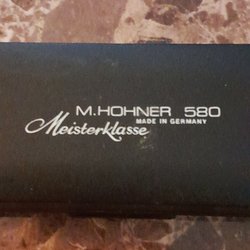 M. HOHNER 580
MADE IN GERMANY
Meisterklasse